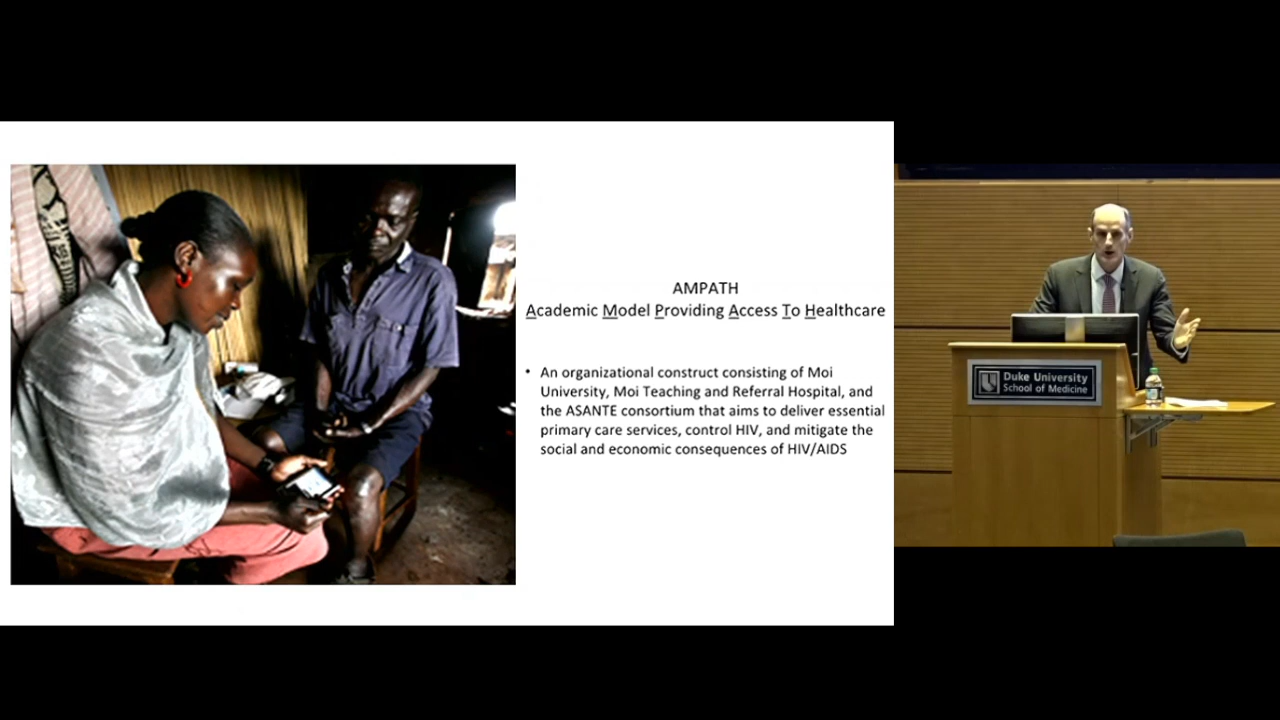 AMPATH
Academic Model Providing Access To Healthcare
• An organizational construct consisting of Moi
University, Moi Teaching and Referral Hospital, and
the ASANTE consortium that aims to deliver essential
primary care services, control HIV, and mitigate the
social and economic consequences of HIV/AIDS
Duke University
School of Medicine